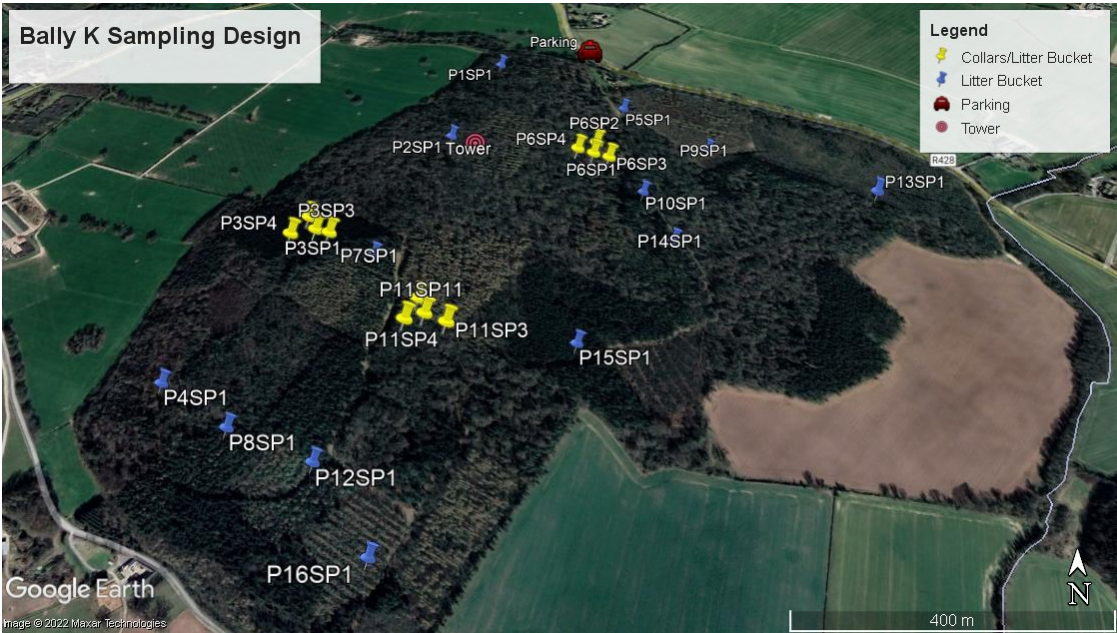 Bally K Sampling Design
Legend
Collars/Litter Bucket
Litter Bucket
Parking
Tower
Parking
P1SP1
P5SP1
P6SP2
P6SP4
P2SP1 Tower
P9SP1
P6SP1
P6SP3
R428
P13SP1
P10SP1
P3SP3
P3SP4
P3SP1
P7SP1
P14SP1
P11SP11
P11SP3
P11SP4
P15SP1
P4SP1
P8SP1
P12SP1
P16SP1
Google Earth
N
Image © 2022 Maxar Technologies
400 m